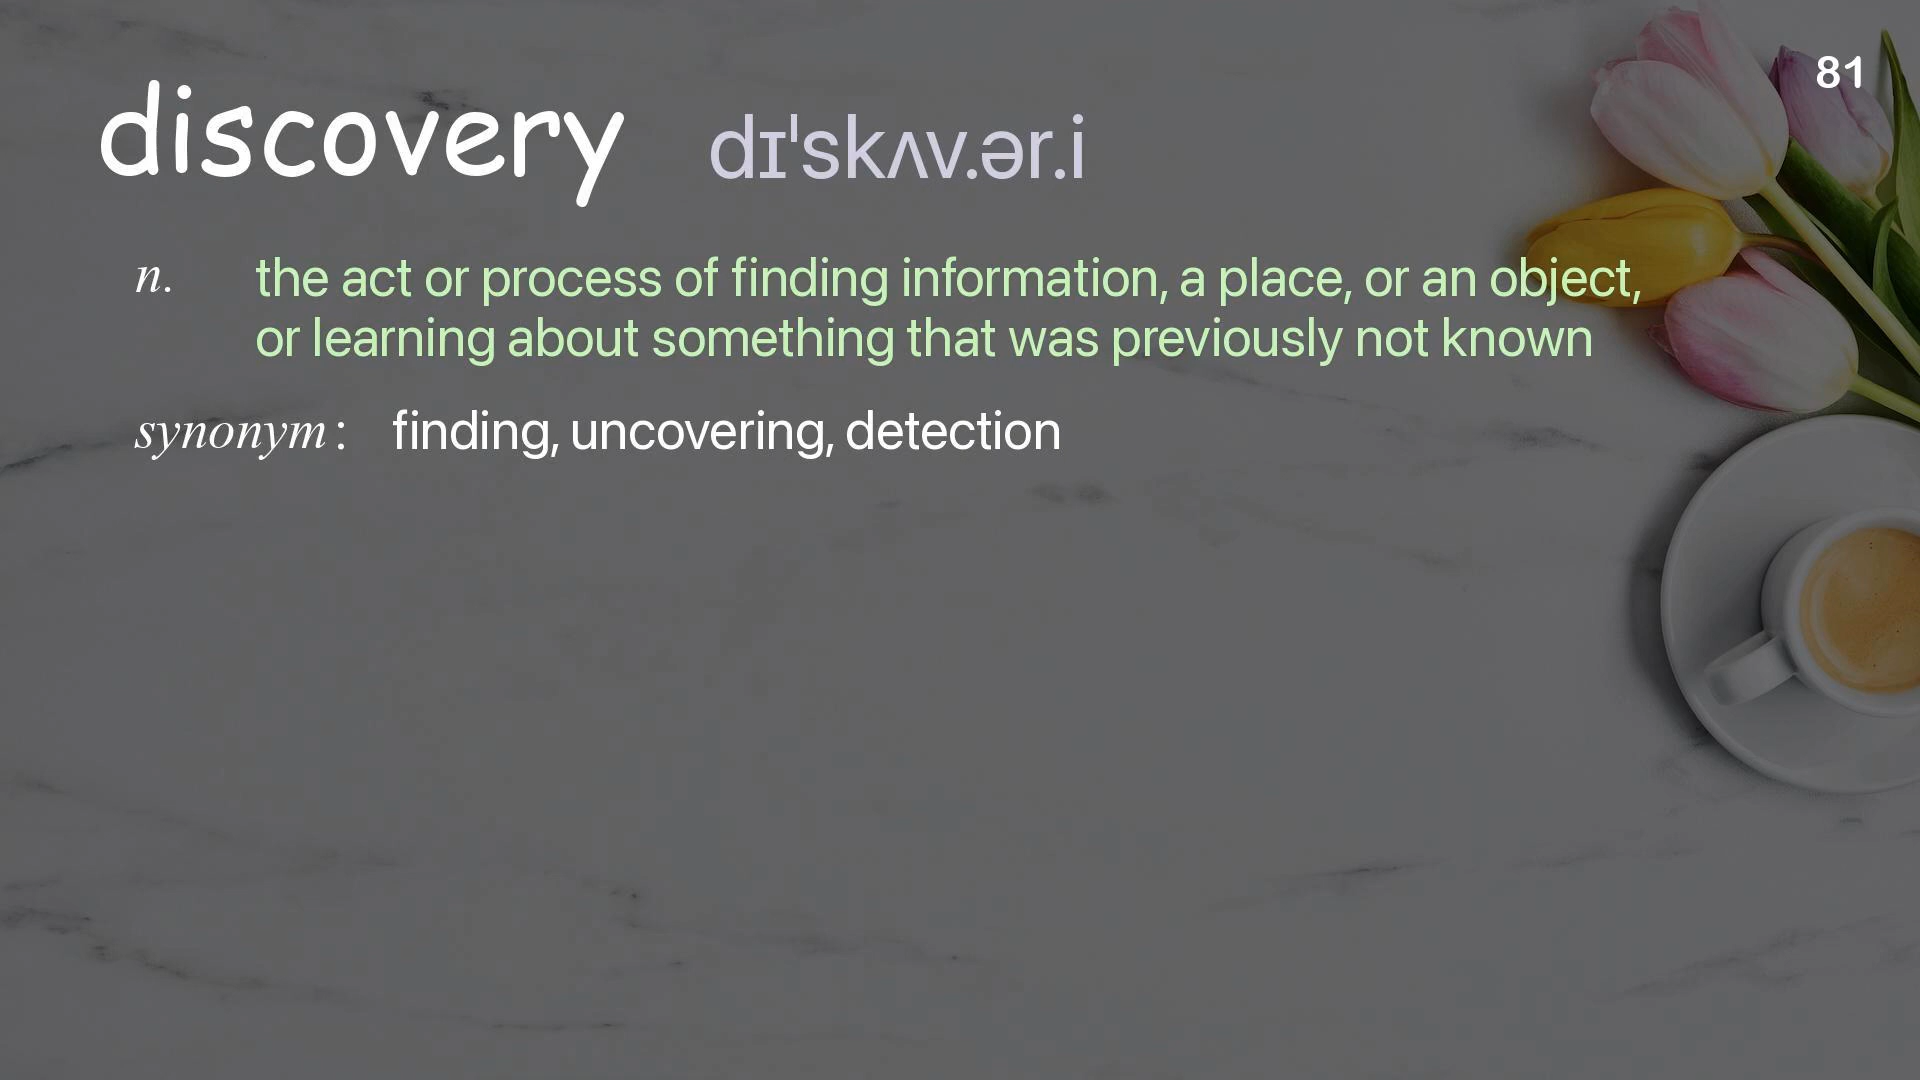 81
discovery dɪˈskʌv.ər.i
n. the act or process of finding information, a place, or an object,
or learning about something that was previously not known
synonym: finding, uncovering, detection